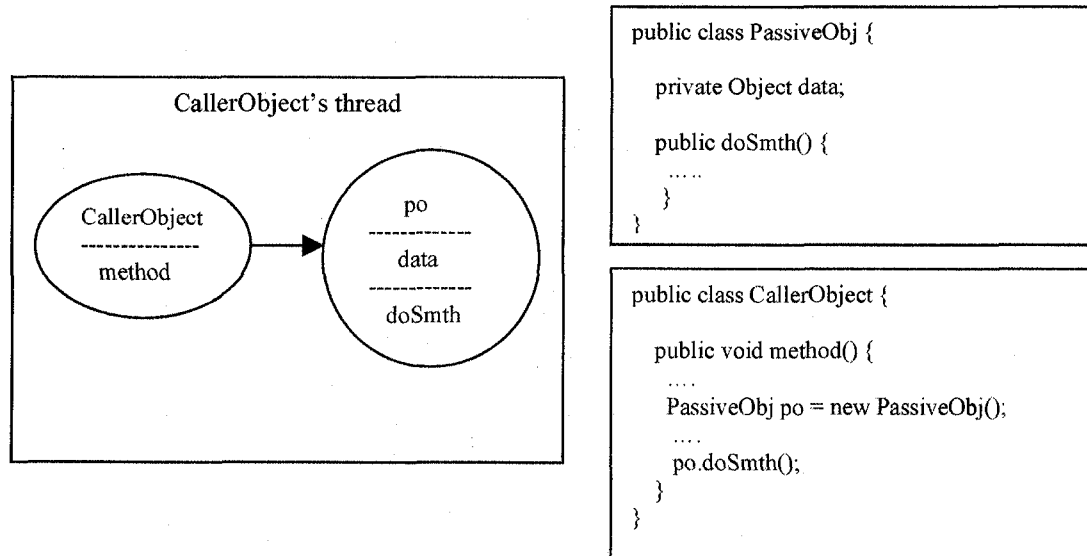 CallerObject's thread
CallerObject
--------------
method
po
--------------
data
--------------
doSmth
public class PassiveObj {
private Object data;
public doSmth() {
.....
}
}
public class CallerObject {
public void method() {
....
PassiveObj po = new PassiveObj();
....
po.doSmth();
}
}